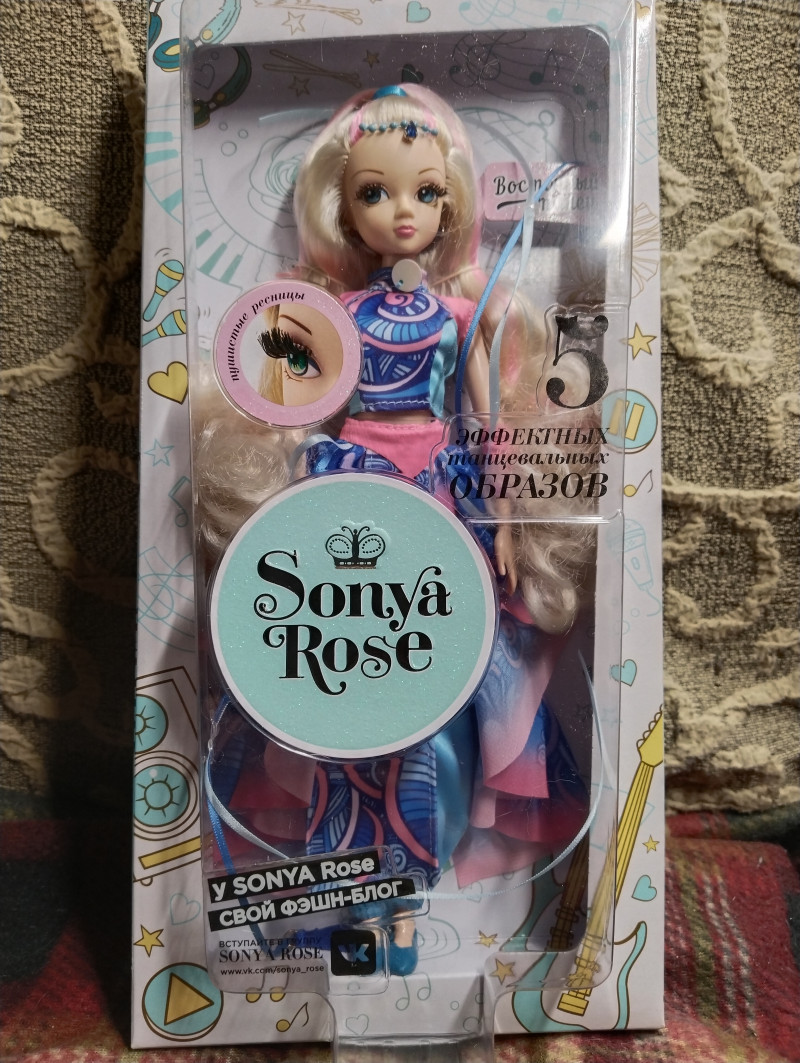 пушистые ресницы
5
ЭФФЕКТНЫХ
танцевальных
ОБРАЗОВ
Sonya
Rose
У SONYA Rose
СВОЙ ФЭШН-БЛОГ
ВСТУПАЙТЕ В ГРУППУ
SONYA ROSE
www.vk.com/sonya_rose